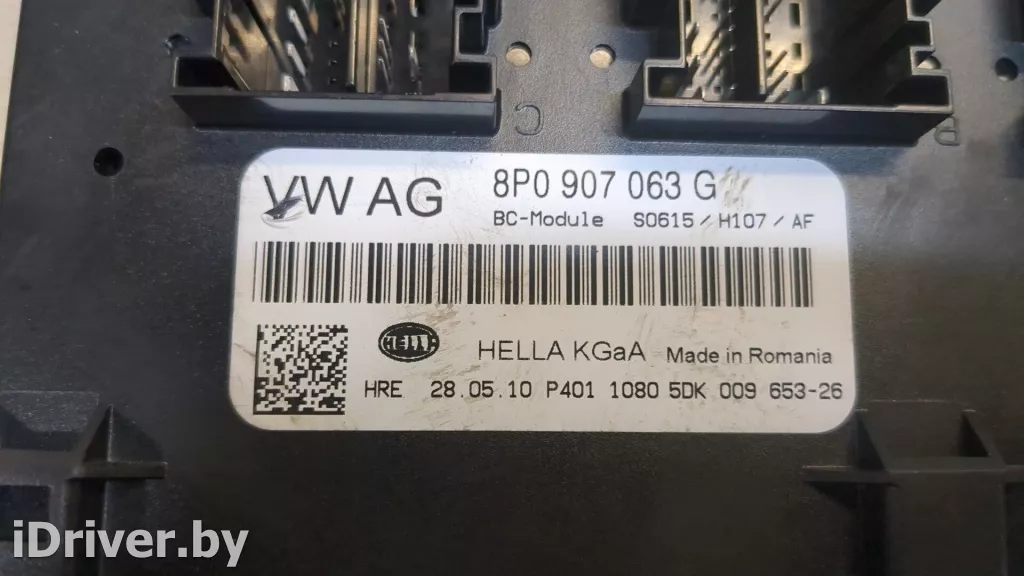 C
B
VW AG
8P0 907 063 G
BC-Module S0615 / H107 / AF
HELLA
HELLA KGaA Made in Romania
HRE 28.05.10 P401 1080 5DK 009 653-26
iDriver.by